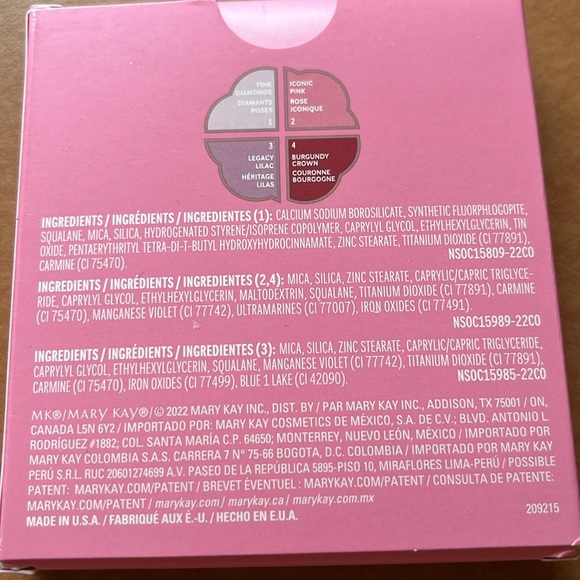 PINK
DIAMONDS
DIAMANTS
ROSES
1
ICONIC
PINK
ROSE
ICONIQUE
2
3
LEGACY
LILAC
HÉRITAGE
LILAS
4
BURGUNDY
CROWN
COURONNE
BOURGOGNE
INGREDIENTS / INGRÉDIENTS / INGREDIENTES (1): CALCIUM SODIUM BOROSILICATE, SYNTHETIC FLUORPHLOGOPITE,
SQUALANE, MICA, SILICA, HYDROGENATED STYRENE/ISOPRENE COPOLYMER, CAPRYLYL GLYCOL, ETHYLHEXYLGLYCERIN, TIN
OXIDE, PENTAERYTHRITYL TETRA-DI-T-BUTYL HYDROXYHYDROCINNAMATE, ZINC STEARATE, TITANIUM DIOXIDE (CI 77891),
CARMINE (CI 75470). NSOC15809-22CO
INGREDIENTS / INGRÉDIENTS / INGREDIENTES (2,4): MICA, SILICA, ZINC STEARATE, CAPRYLIC/CAPRIC TRIGLYCE-
RIDE, CAPRYLYL GLYCOL, ETHYLHEXYLGLYCERIN, MALTODEXTRIN, SQUALANE, TITANIUM DIOXIDE (CI 77891), CARMINE
(CI 75470), MANGANESE VIOLET (CI 77742), ULTRAMARINES (CI 77007), IRON OXIDES (CI 77491).
NSOC15989-22CO
INGREDIENTS / INGRÉDIENTS / INGREDIENTES (3): MICA, SILICA, ZINC STEARATE, CAPRYLIC/CAPRIC TRIGLYCERIDE,
CAPRYLYL GLYCOL, ETHYLHEXYLGLYCERIN, SQUALANE, MANGANESE VIOLET (CI 77742), TITANIUM DIOXIDE (CI 77891),
CARMINE (CI 75470), IRON OXIDES (CI 77499), BLUE 1 LAKE (CI 42090). NSOC15985-22CO
MK®/MARY KAY®/© 2022 MARY KAY INC., DIST. BY / PAR MARY KAY INC., ADDISON, TX 75001 / ON,
CANADA L5N 6Y2 / IMPORTADO POR: MARY KAY COSMETICS DE MÉXICO, S.A. DE C.V.; BLVD. ANTONIO L.
RODRÍGUEZ #1882; COL. SANTA MARÍA C.P. 64650; MONTERREY, NUEVO LEÓN, MÉXICO / IMPORTADO POR
MARY KAY COLOMBIA S.A.S. CARRERA 7 N° 75-66 BOGOTA, D.C. COLOMBIA / IMPORTADO POR MARY KAY
PERÚ S.R.L. RUC 20601274699 A.V. PASEO DE LA REPÚBLICA 5895-PISO 10, MIRAFLORES LIMA-PERÚ / POSSIBLE
PATENT: MARYKAY.COM/PATENT / BREVET ÉVENTUEL : MARYKAY.COM/PATENT / CONSULTA DE PATENTE:
MARYKAY.COM/PATENT / marykay.com / marykay.ca / marykay.com.mx
MADE IN U.S.A. / FABRIQUÉ AUX É.-U. / HECHO EN E.U.A. 209215